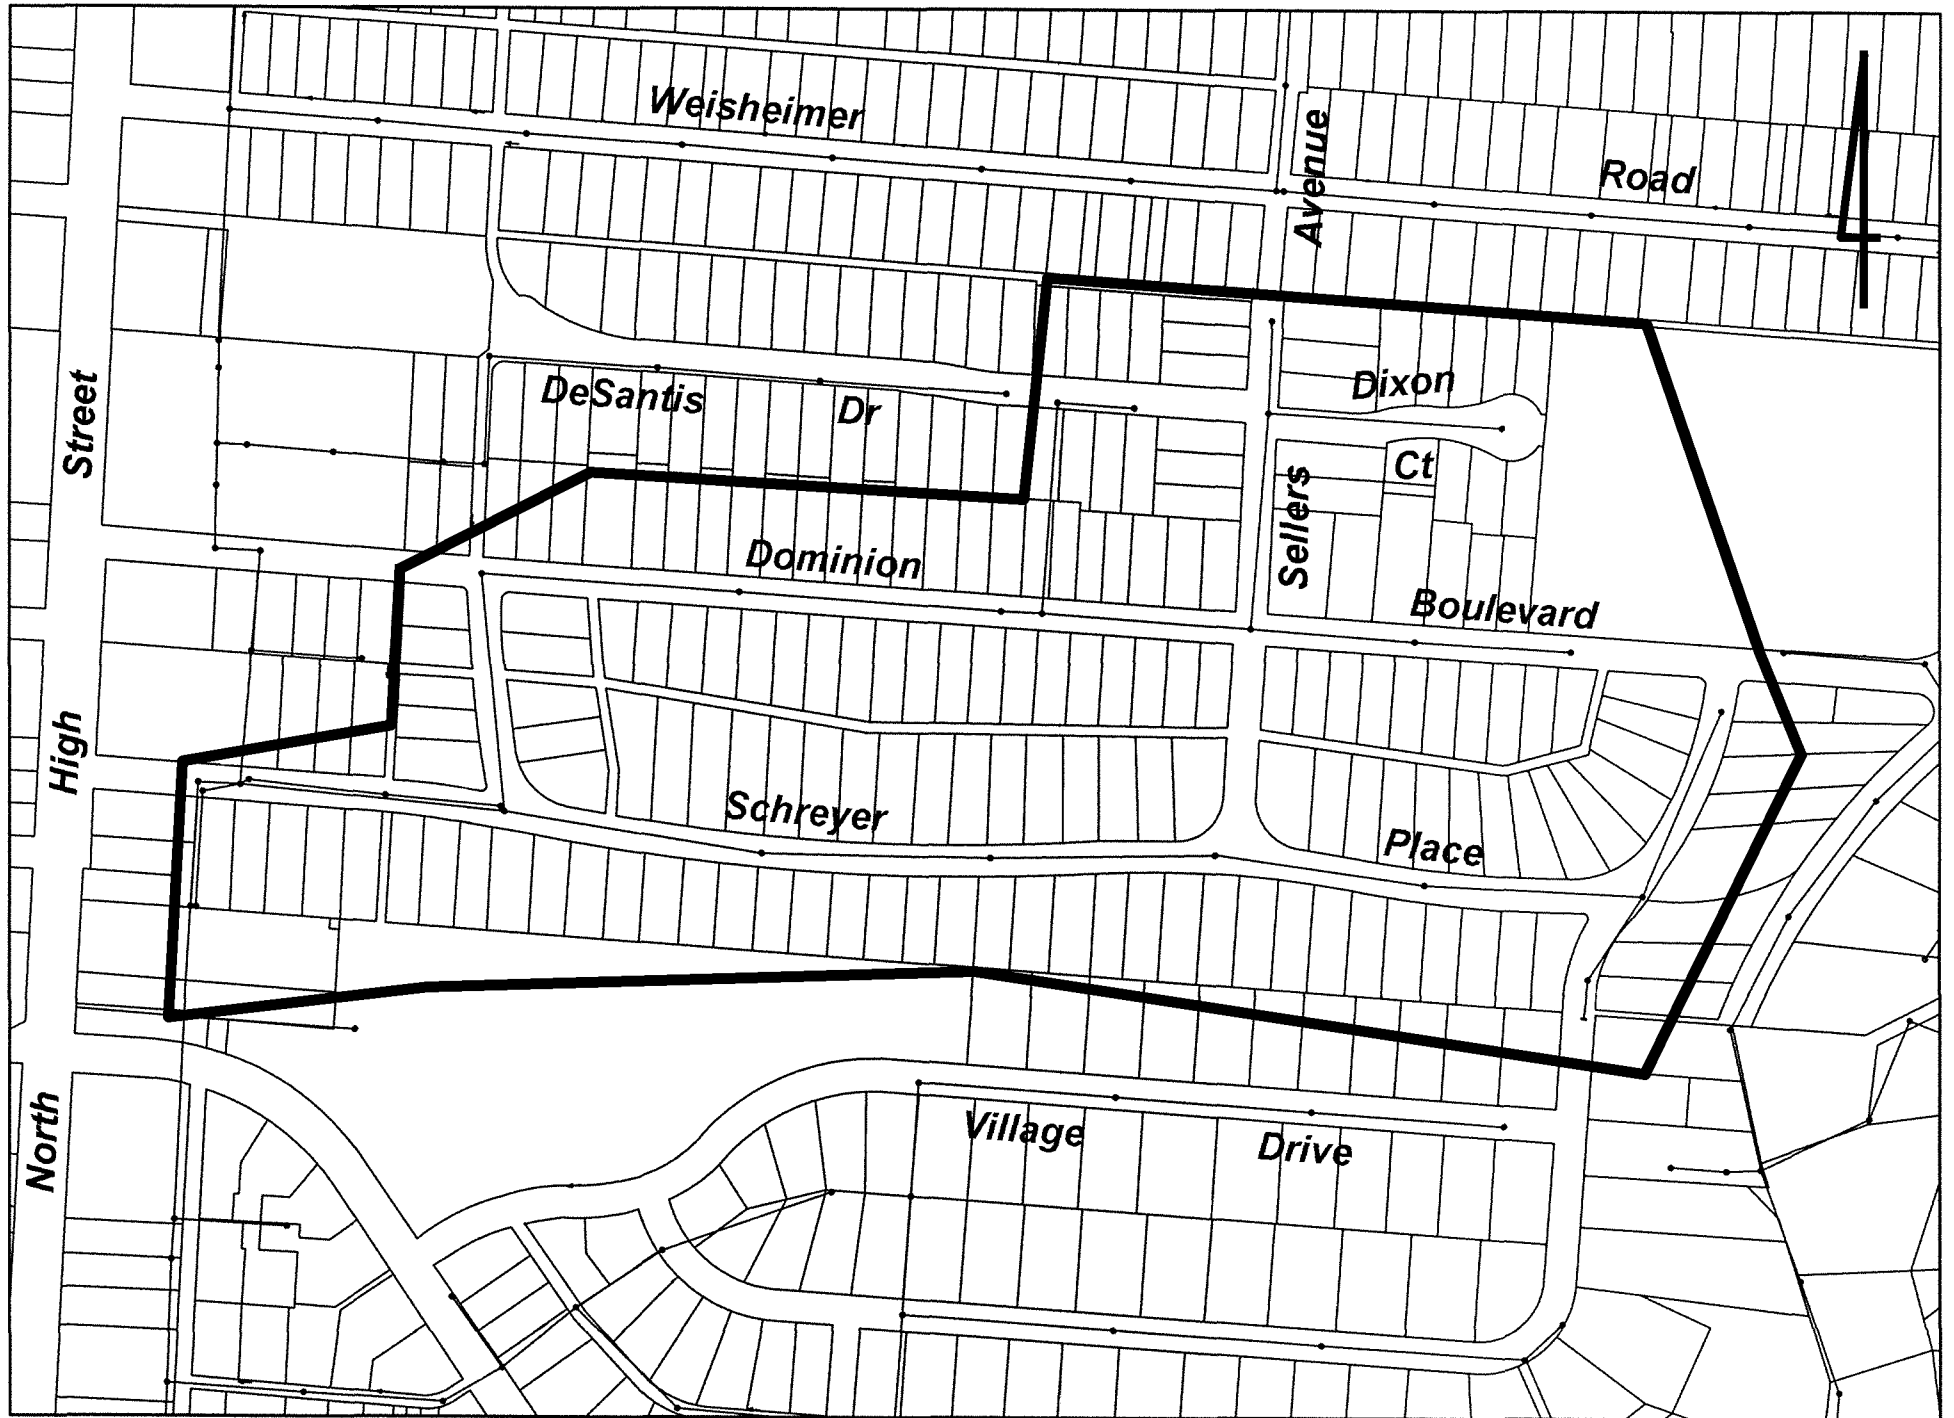 Weisheimer
Road
Avenue
DeSantis
Dr
Dixon
Ct
Street
Sellers
Dominion
Boulevard
High
Schreyer
Place
North
Village
Drive